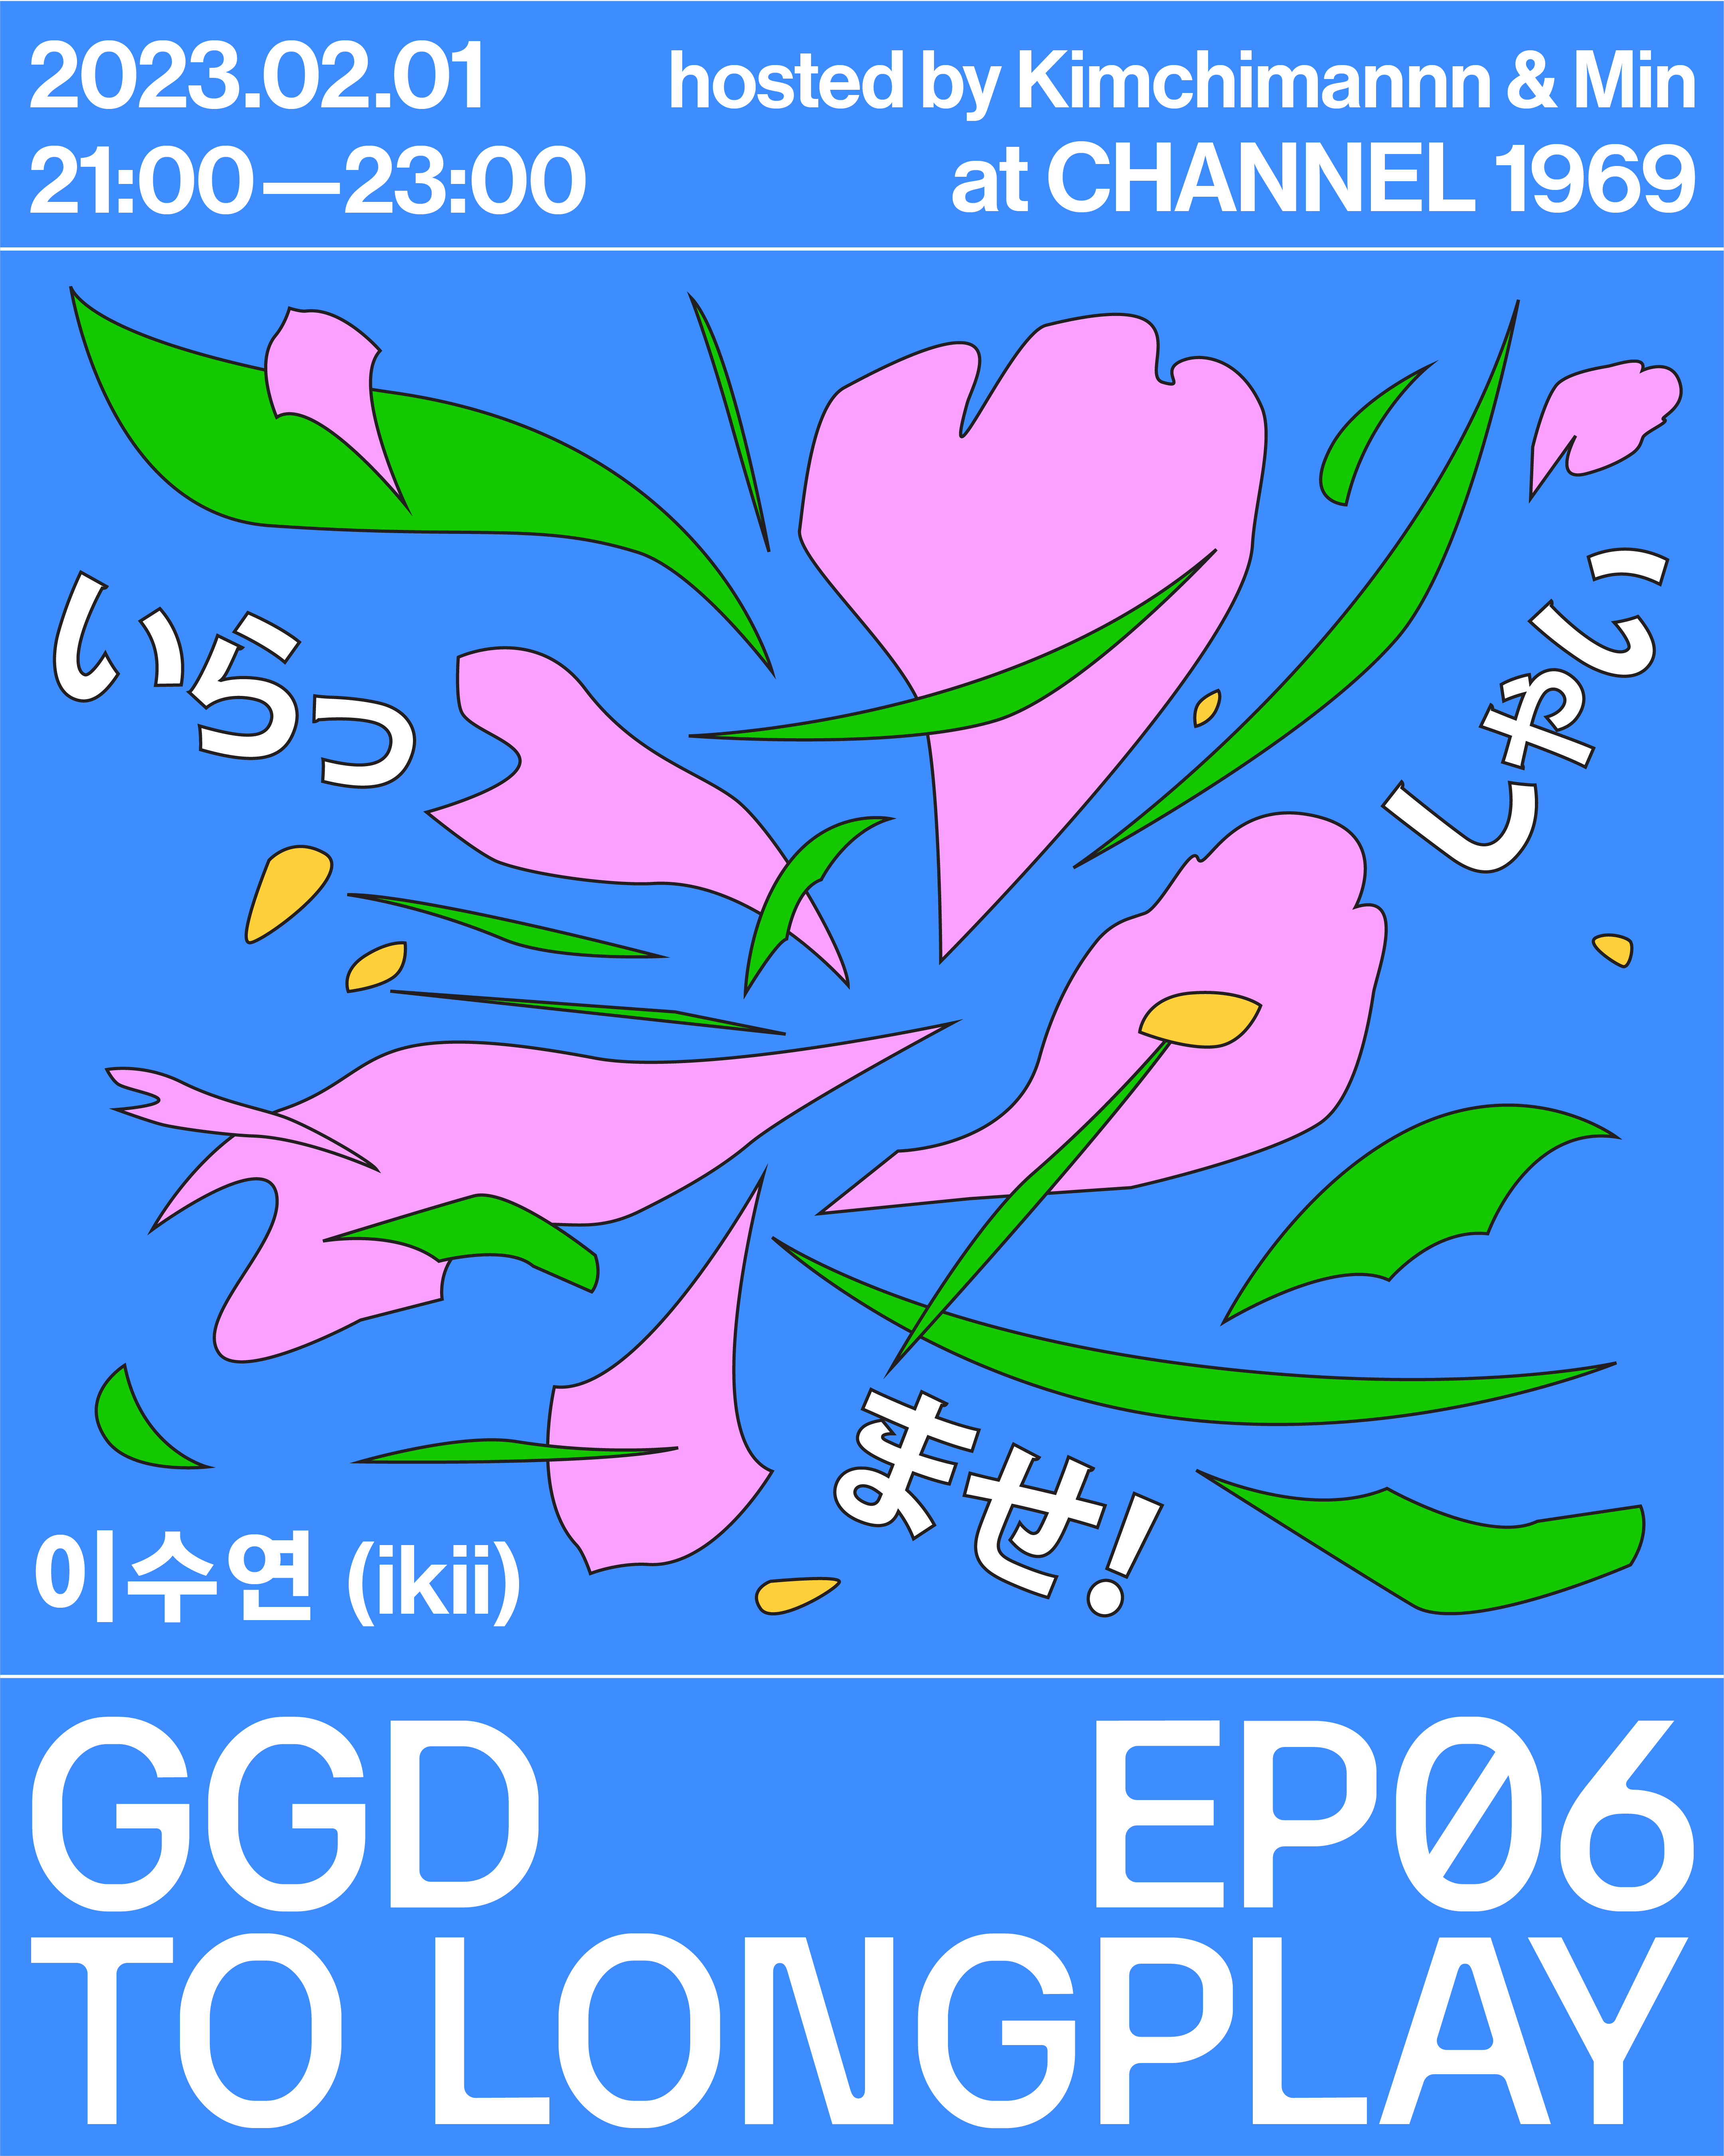 2023.02.01
21:00—23:00
hosted by Kimchimannn & Min
at CHANNEL 1969
いらっ
しゃい
ませ!
이수연 (ikii)
GGD EP06
TO LONGPLAY